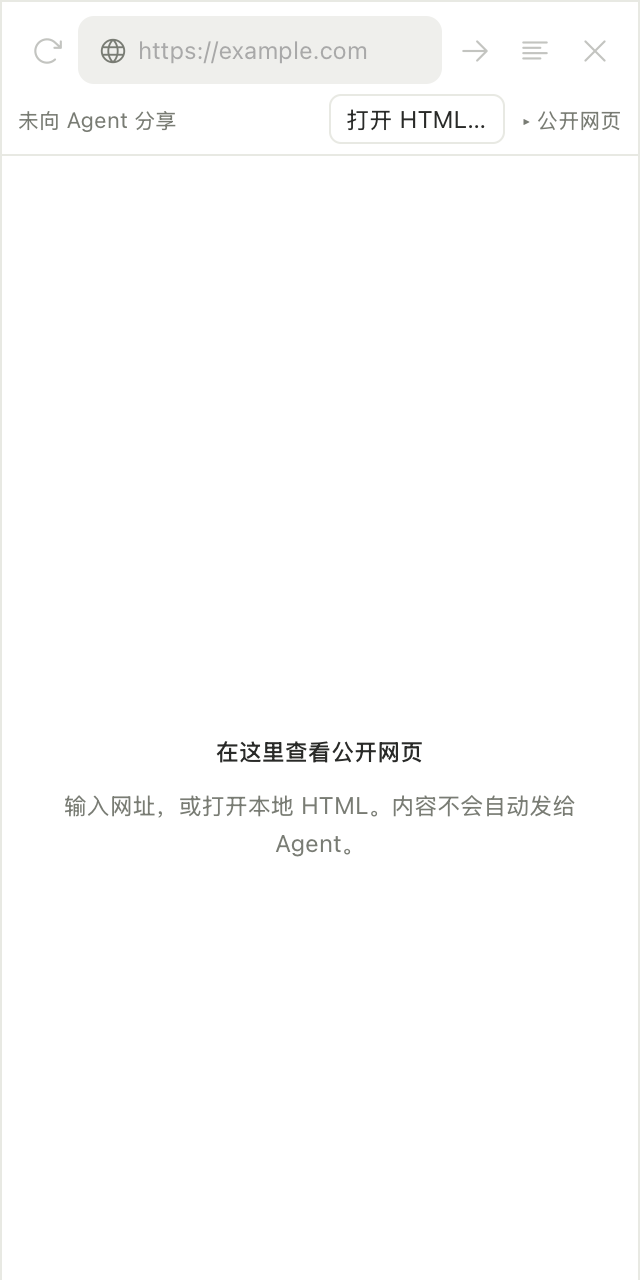 https://example.com
未向 Agent 分享
打开 HTML...
▸ 公开网页
在这里查看公开网页
输入网址，或打开本地 HTML。内容不会自动发给
Agent。